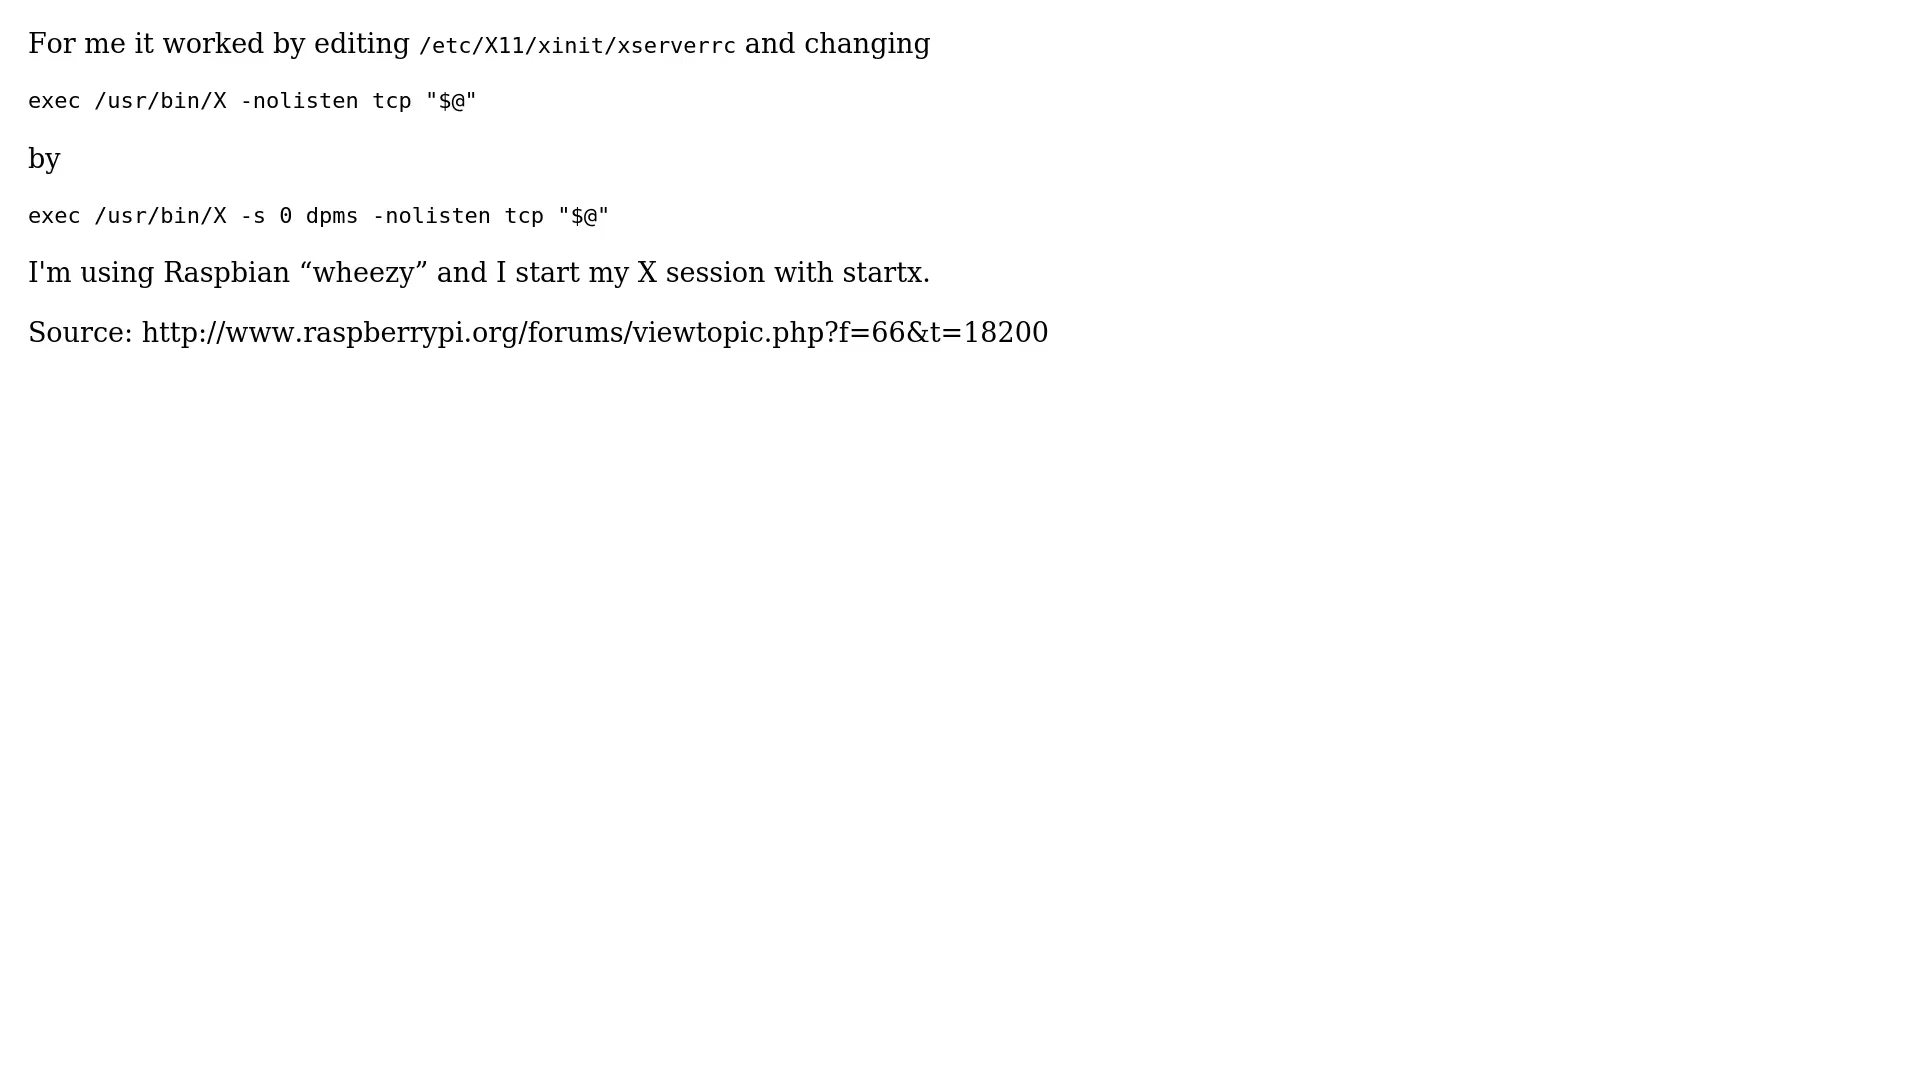 For me it worked by editing /etc/X11/xinit/xserverrc and changing
exec /usr/bin/X -nolisten tcp "$@"
by
exec /usr/bin/X -s 0 dpms -nolisten tcp "$@"
I'm using Raspbian “wheezy” and I start my X session with startx.
Source: http://www.raspberrypi.org/forums/viewtopic.php?f=66&t=18200